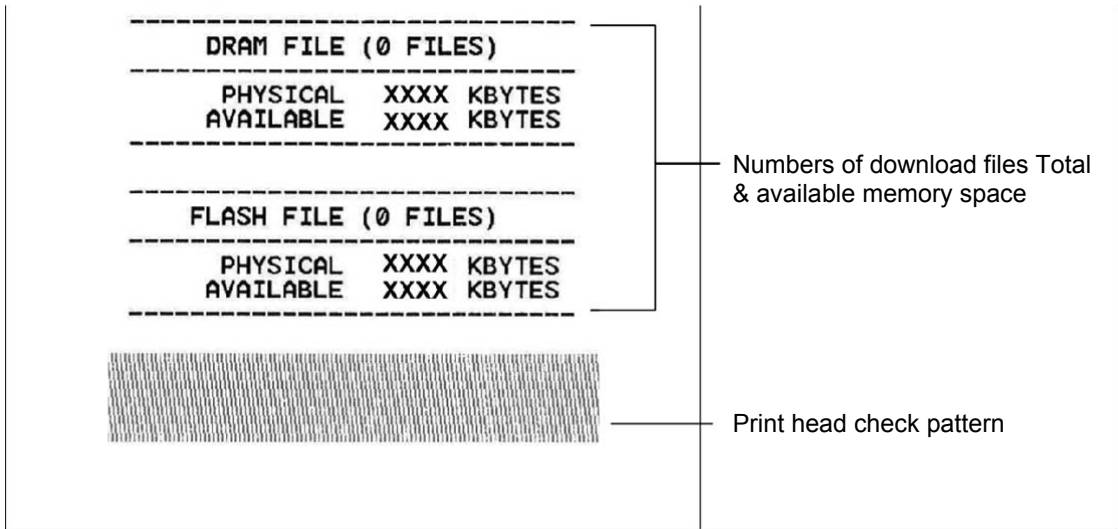 DRAM FILE (0 FILES)
PHYSICAL XXXX KBYTES
AVAILABLE XXXX KBYTES
FLASH FILE (0 FILES)
PHYSICAL XXXX KBYTES
AVAILABLE XXXX KBYTES
Numbers of download files Total
& available memory space
Print head check pattern